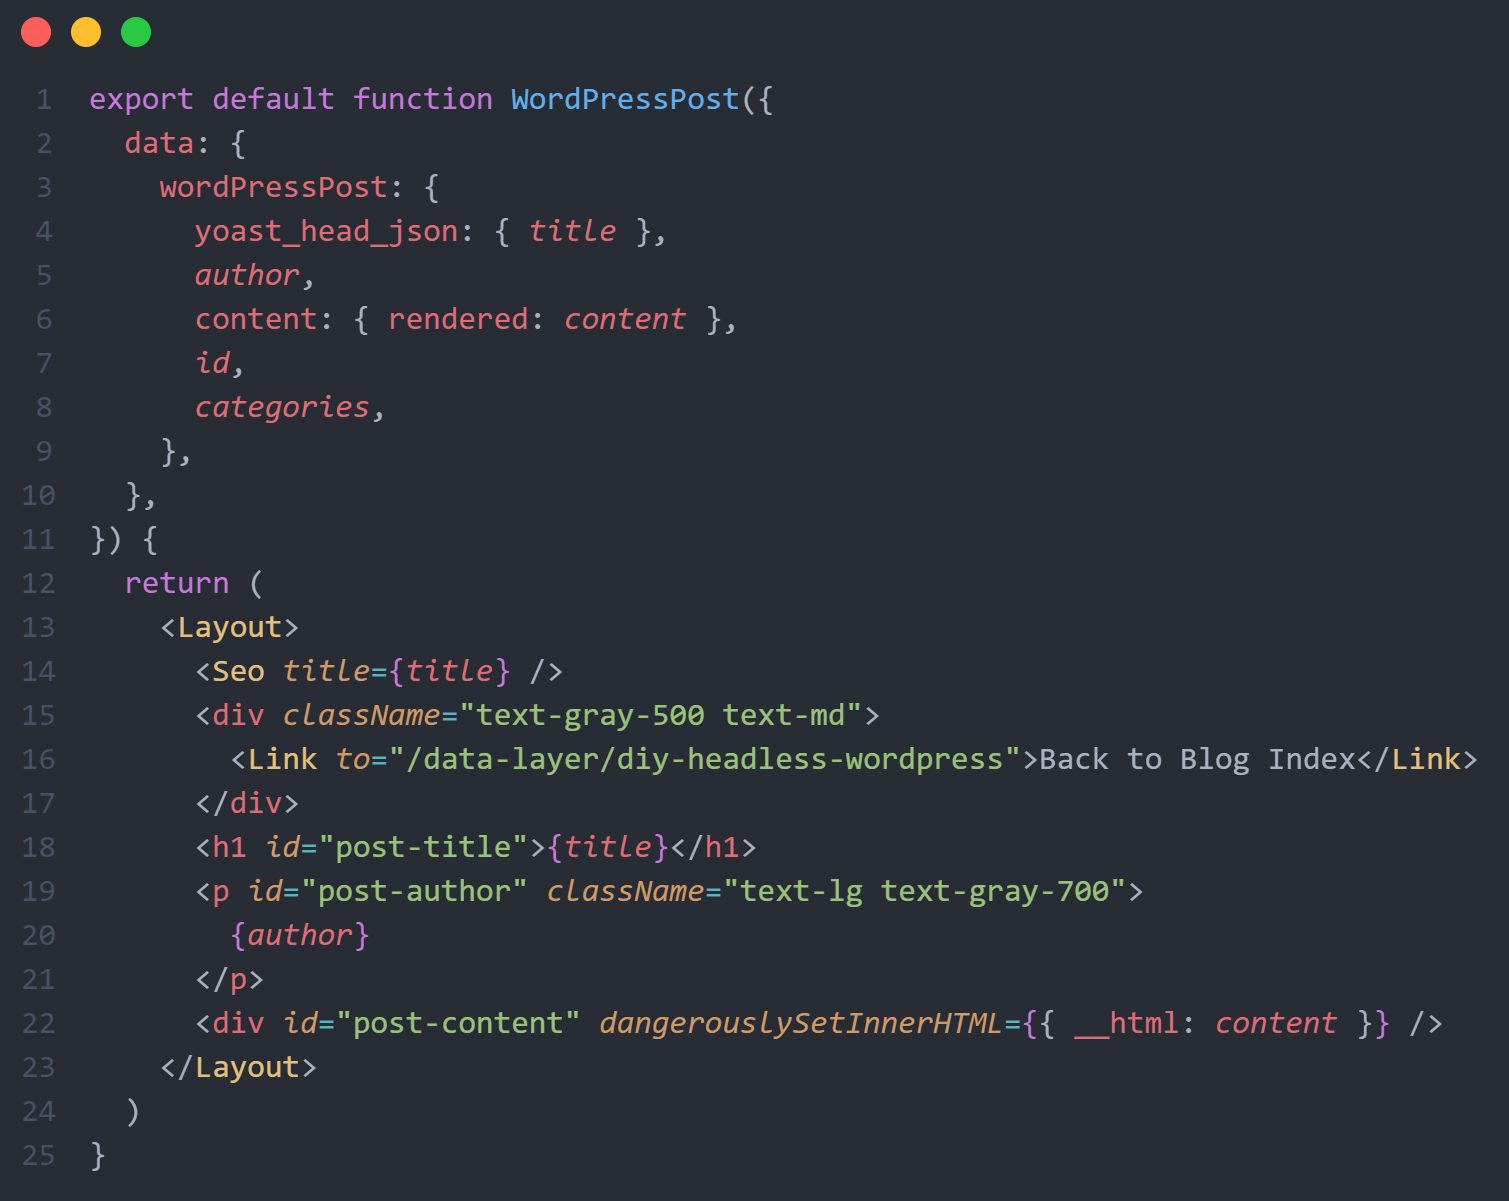 1 export default function WordPressPost({
2   data: {
3     wordPressPost: {
4       yoast_head_json: { title },
5       author,
6       content: { rendered: content },
7       id,
8       categories,
9     },
10   },
11 }) {
12   return (
13     <Layout>
14       <Seo title={title} />
15       <div className="text-gray-500 text-md">
16         <Link to="/data-layer/diy-headless-wordpress">Back to Blog Index</Link>
17       </div>
18       <h1 id="post-title">{title}</h1>
19       <p id="post-author" className="text-lg text-gray-700">
20         {author}
21       </p>
22       <div id="post-content" dangerouslySetInnerHTML={{ __html: content }} />
23     </Layout>
24   )
25 }